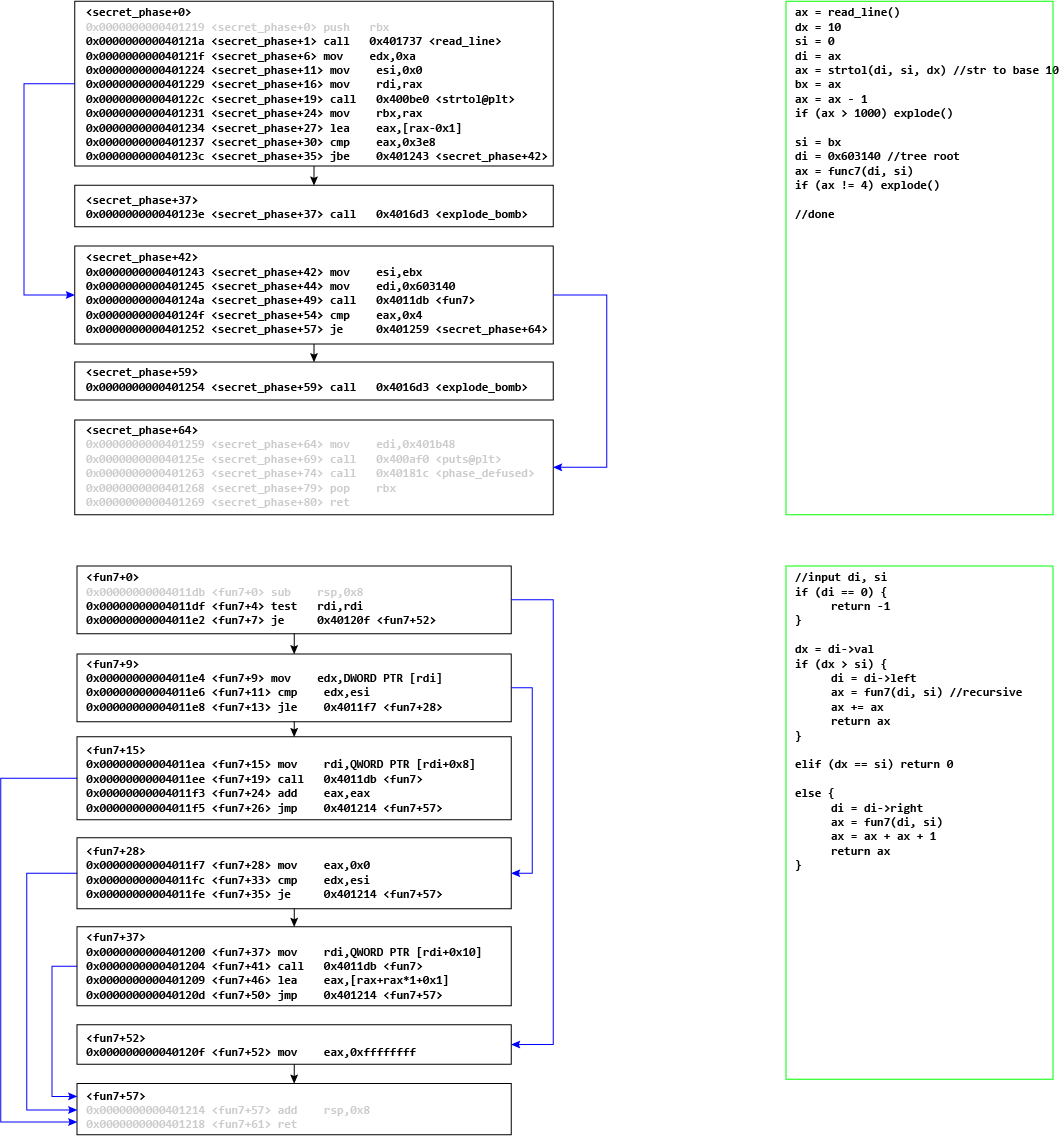 <secret_phase+0>
0x0000000000401219 <secret_phase+0> push   rbx
0x000000000040121a <secret_phase+1> call   0x401737 <read_line>
0x000000000040121f <secret_phase+6> mov    edx,0xa
0x0000000000401224 <secret_phase+11> mov    esi,0x0
0x0000000000401229 <secret_phase+16> mov    rdi,rax
0x000000000040122c <secret_phase+19> call   0x400be0 <strtol@plt>
0x0000000000401231 <secret_phase+24> mov    rbx,rax
0x0000000000401234 <secret_phase+27> lea    eax,[rax-0x1]
0x0000000000401237 <secret_phase+30> cmp    eax,0x3e8
0x000000000040123c <secret_phase+35> jbe    0x401243 <secret_phase+42>
<secret_phase+37>
0x000000000040123e <secret_phase+37> call   0x4016d3 <explode_bomb>
<secret_phase+42>
0x0000000000401243 <secret_phase+42> mov    esi,ebx
0x0000000000401245 <secret_phase+44> mov    edi,0x603140
0x000000000040124a <secret_phase+49> call   0x4011db <fun7>
0x000000000040124f <secret_phase+54> cmp    eax,0x4
0x0000000000401252 <secret_phase+57> je     0x401259 <secret_phase+64>
<secret_phase+59>
0x0000000000401254 <secret_phase+59> call   0x4016d3 <explode_bomb>
<secret_phase+64>
0x0000000000401259 <secret_phase+64> mov    edi,0x401b48
0x000000000040125e <secret_phase+69> call   0x400af0 <puts@plt>
0x0000000000401263 <secret_phase+74> call   0x40181c <phase_defused>
0x0000000000401268 <secret_phase+79> pop    rbx
0x0000000000401269 <secret_phase+80> ret
ax = read_line()
dx = 10
si = 0
di = ax
ax = strtol(di, si, dx) //str to base 10
bx = ax
ax = ax - 1
if (ax > 1000) explode()
si = bx
di = 0x603140 //tree root
ax = func7(di, si)
if (ax != 4) explode()
//done
<fun7+0>
0x00000000004011db <fun7+0> sub    rsp,0x8
0x00000000004011df <fun7+4> test   rdi,rdi
0x00000000004011e2 <fun7+7> je     0x40120f <fun7+52>
<fun7+9>
0x00000000004011e4 <fun7+9> mov    edx,DWORD PTR [rdi]
0x00000000004011e6 <fun7+11> cmp    edx,esi
0x00000000004011e8 <fun7+13> jle    0x4011f7 <fun7+28>
<fun7+15>
0x00000000004011ea <fun7+15> mov    rdi,QWORD PTR [rdi+0x8]
0x00000000004011ee <fun7+19> call   0x4011db <fun7>
0x00000000004011f3 <fun7+24> add    eax,eax
0x00000000004011f5 <fun7+26> jmp    0x401214 <fun7+57>
<fun7+28>
0x00000000004011f7 <fun7+28> mov    eax,0x0
0x00000000004011fc <fun7+33> cmp    edx,esi
0x00000000004011fe <fun7+35> je     0x401214 <fun7+57>
<fun7+37>
0x0000000000401200 <fun7+37> mov    rdi,QWORD PTR [rdi+0x10]
0x0000000000401204 <fun7+41> call   0x4011db <fun7>
0x0000000000401209 <fun7+46> lea    eax,[rax+rax*1+0x1]
0x000000000040120d <fun7+50> jmp    0x401214 <fun7+57>
<fun7+52>
0x000000000040120f <fun7+52> mov    eax,0xffffffff
<fun7+57>
0x0000000000401214 <fun7+57> add    rsp,0x8
0x0000000000401218 <fun7+61> ret
//input di, si
if (di == 0) {
return -1
}
dx = di->val
if (dx > si) {
di = di->left
ax = fun7(di, si) //recursive
ax += ax
return ax
}
elif (dx == si) return 0
else {
di = di->right
ax = fun7(di, si)
ax = ax + ax + 1
return ax
}